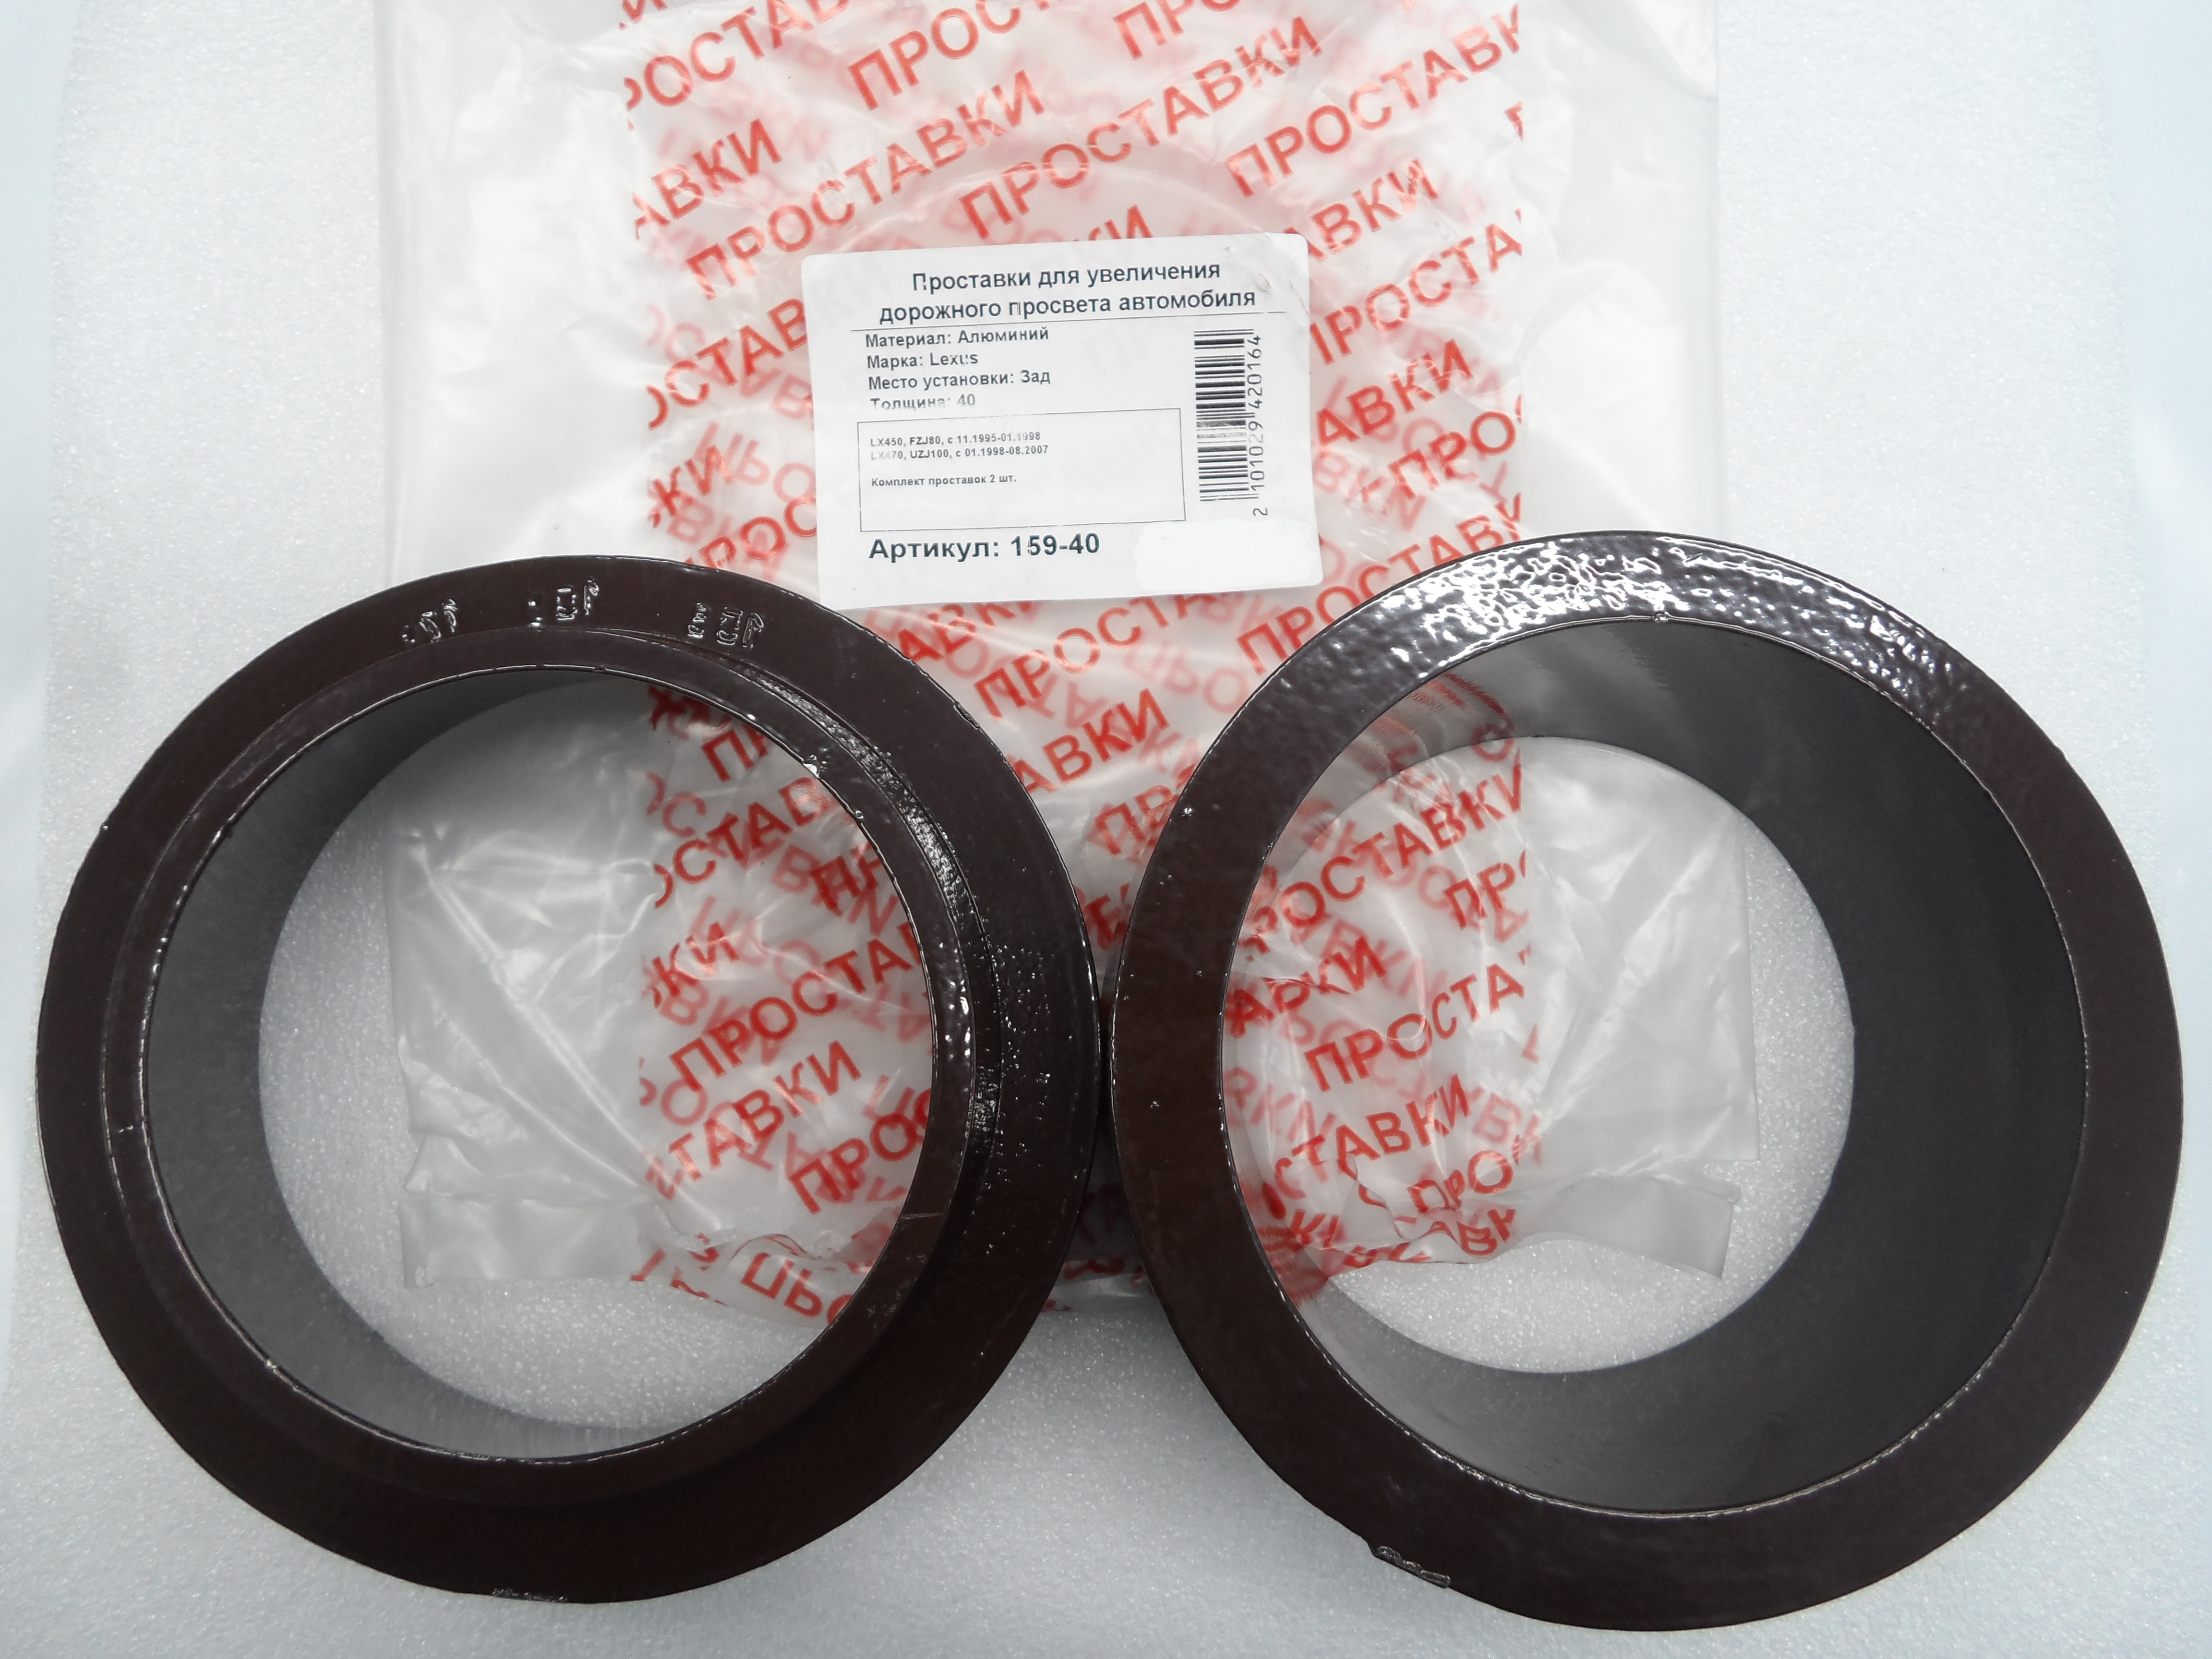 ПРОСТАВКИ
ПРОСТАВКИ
ПРОСТАВКИ
Проставки для увеличения
дорожного просвета автомобиля
Материал: Алюминий
Марка: Lexus
Место установки: Зад
Толщина: 40
LX450, FZJ80, с 11.1995-01.1998
LX470, UZJ100, с 01.1998-08.2007
Комплект проставок 2 шт.
Артикул: 159-40
2 101029 420164